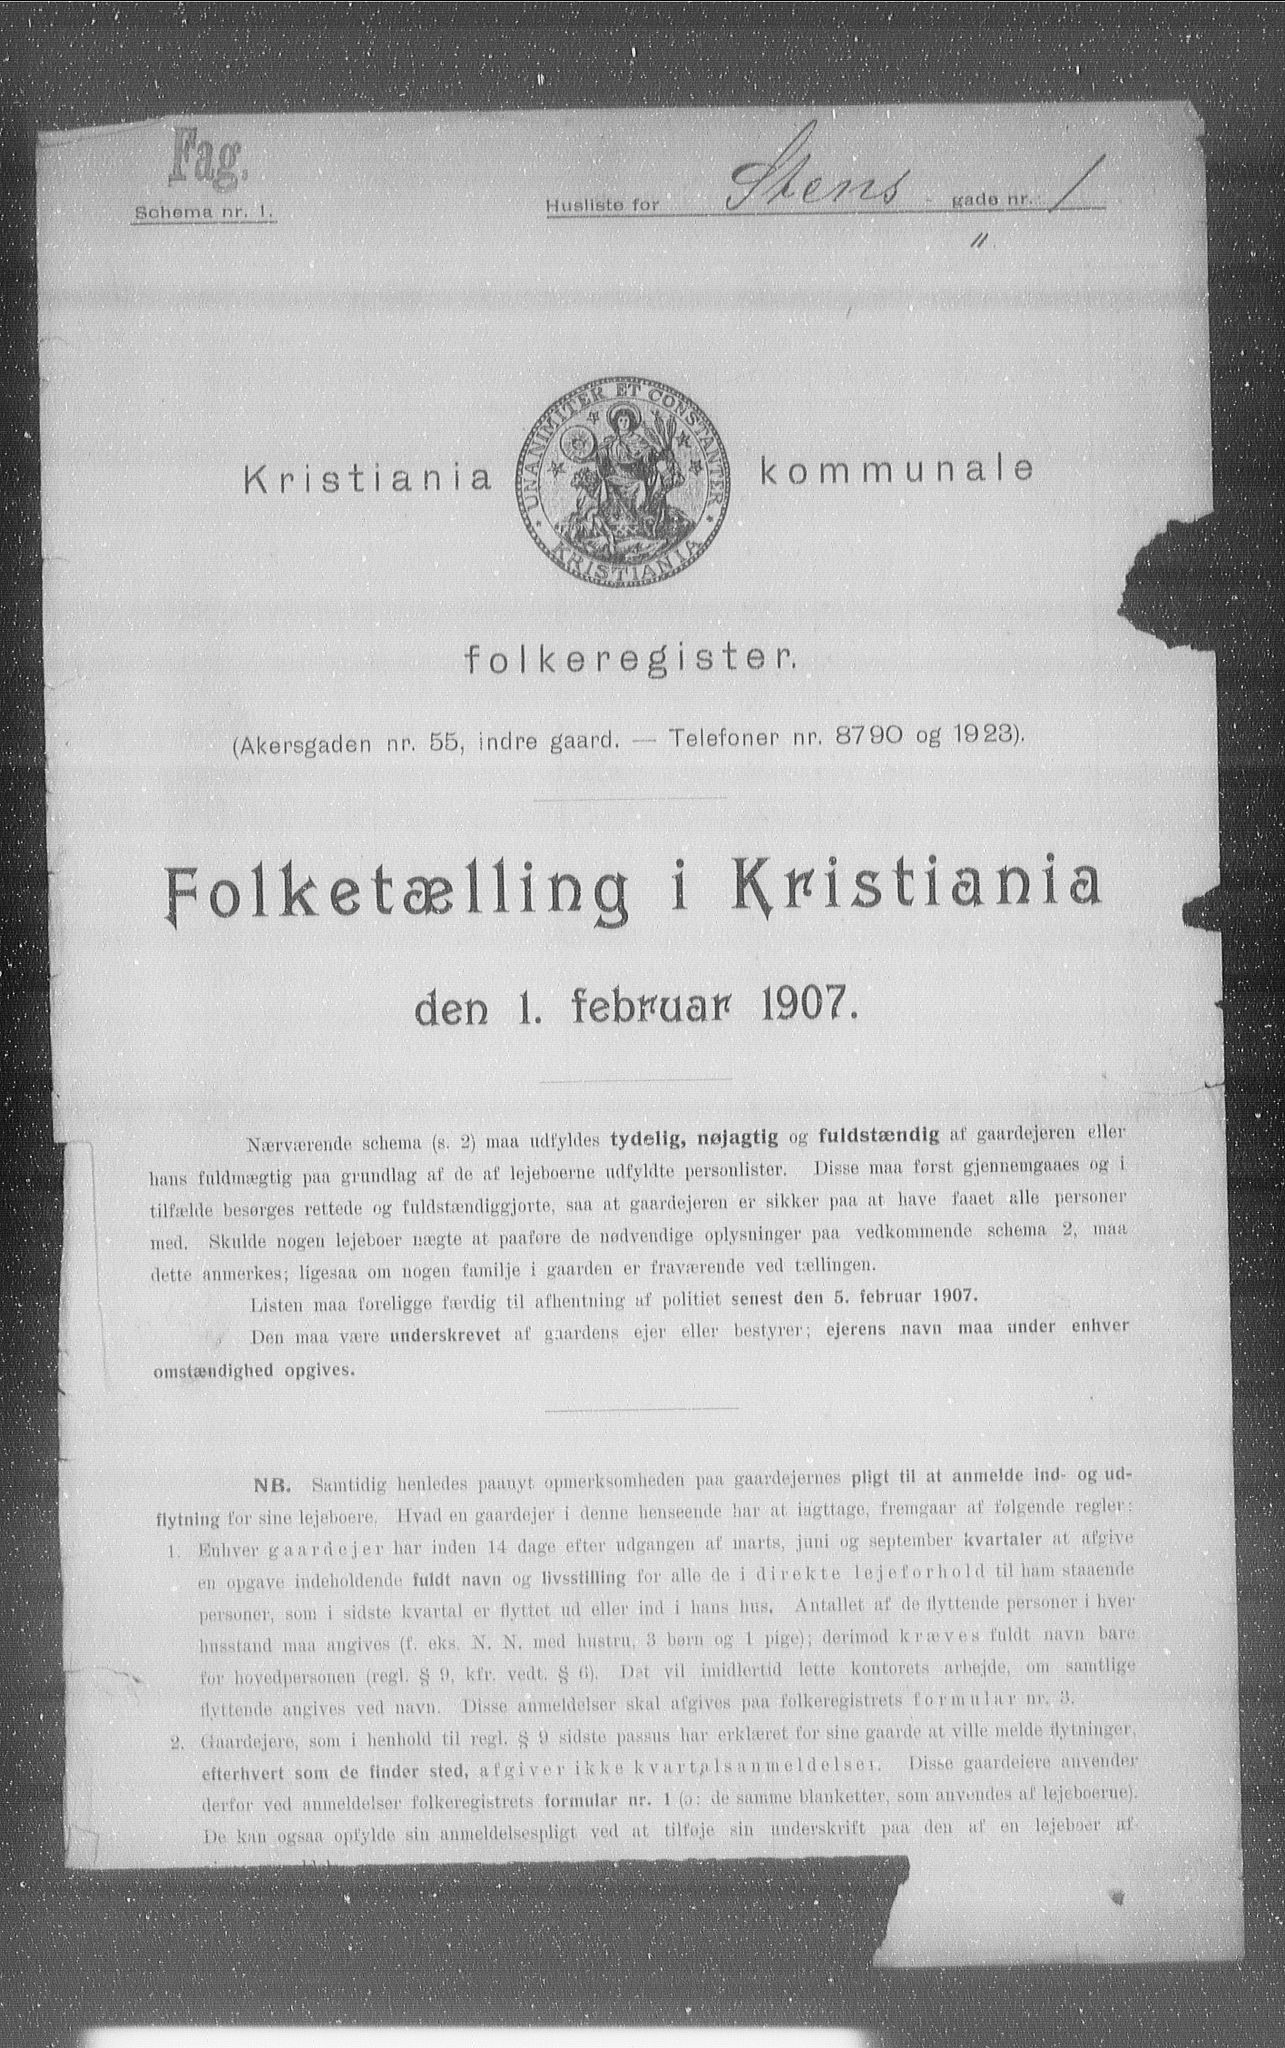 Fag.
Schema nr. 1.
Husliste for Stens gade nr. 1
"
UNANIMITER ET CONSTANTER
KRISTIANIA
Kristiania kommunale
folkeregister.
(Akersgaden nr. 55, indre gaard. — Telefoner nr. 8790 og 1923).
Folketælling i Kristiania
den 1. februar 1907.
Nærværende schema (s. 2) maa udfyldes tydelig, nøjagtig og fuldstændig af gaardejeren eller
hans fuldmægtig paa grundlag af de af lejeboerne udfyldte personlister. Disse maa først gjennemgaaes og i
tilfælde besørges rettede og fuldstændiggjorte, saa at gaardejeren er sikker paa at have faaet alle personer
med. Skulde nogen lejeboer nægte at paaføre de nødvendige oplysninger paa vedkommende schema 2, maa
dette anmerkes; ligesaa om nogen familje i gaarden er fraværende ved tællingen.
Listen maa foreligge færdig til afhentning af politiet senest den 5. februar 1907.
Den maa være underskrevet af gaardens ejer eller bestyrer; ejerens navn maa under enhver
omstændighed opgives.
NB. Samtidig henledes paanyt opmerksomheden paa gaardejernes pligt til at anmelde ind- og ud-
flytning for sine lejeboere. Hvad en gaardejer i denne henseende har at iagttage, fremgaar af følgende regler:
1. Enhver gaardejer har inden 14 dage efter udgangen af marts, juni og september kvartaler at afgive
en opgave indeholdende fuldt navn og livsstilling for alle de i direkte lejeforhold til ham staaende
personer, som i sidste kvartal er flyttet ud eller ind i hans hus. Antallet af de flyttende personer i hver
husstand maa angives (f. eks. N. N. med hustru, 3 børn og 1 pige); derimod kræves fuldt navn bare
for hovedpersonen (regl. § 9, kfr. vedt. § 6). Det vil imidlertid lette kontorets arbejde, om samtlige
flyttende angives ved navn. Disse anmeldelser skal afgives paa folkeregistrets formular nr. 3.
2. Gaardejere, som i henhold til regl. § 9 sidste passus har erklæret for sine gaarde at ville melde flytninger,
efterhvert som de finder sted, afgiver ikke kvartalsanmeldelser. Disse gaardeiere anvender
derfor ved anmeldelser folkeregistrets formular nr. 1 (ɔ: de samme blanketter, som anvendes af lejeboerne).
De kan ogsaa opfylde sin anmeldelsespligt ved at tilføje sin underskrift paa den af en lejeboer af-